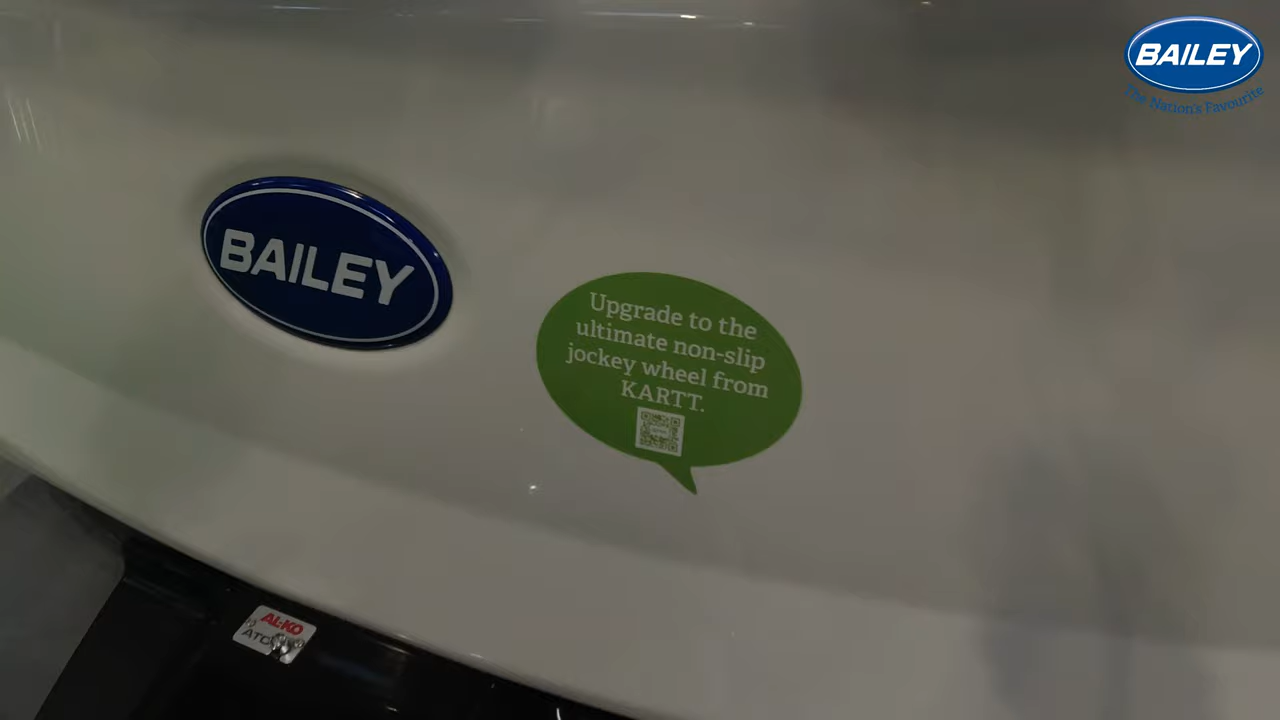 BAILEY
The Nation's Favourite
BAILEY
Upgrade to the
ultimate non-slip
jockey wheel from
KARTT.
AL-KO
ATC